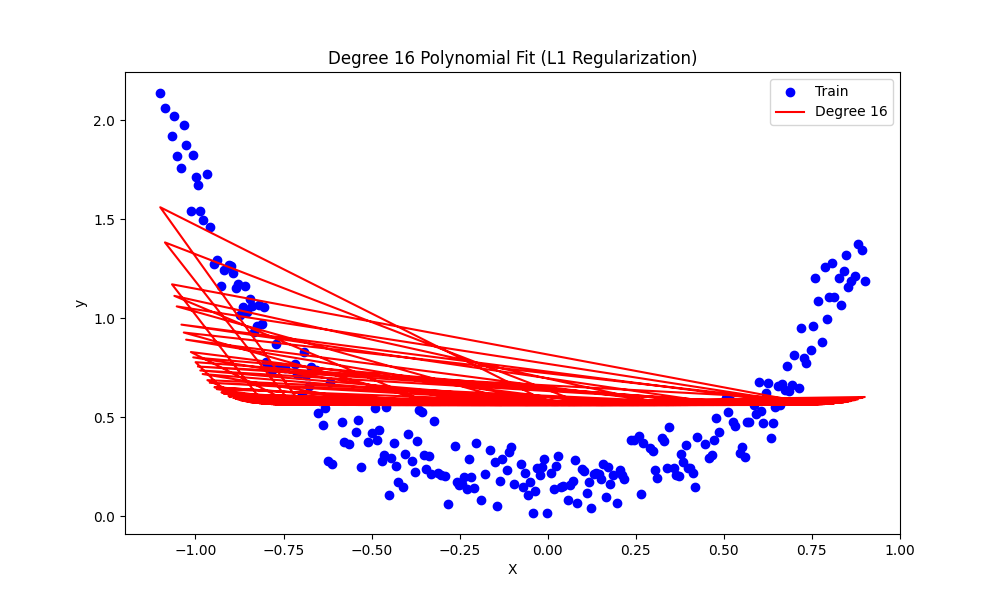 Degree 16 Polynomial Fit (L1 Regularization)
Train
Degree 16
2.0
1.5
1.0
0.5
0.0
y
−1.00
−0.75
−0.50
−0.25
0.00
0.25
0.50
0.75
1.00
X